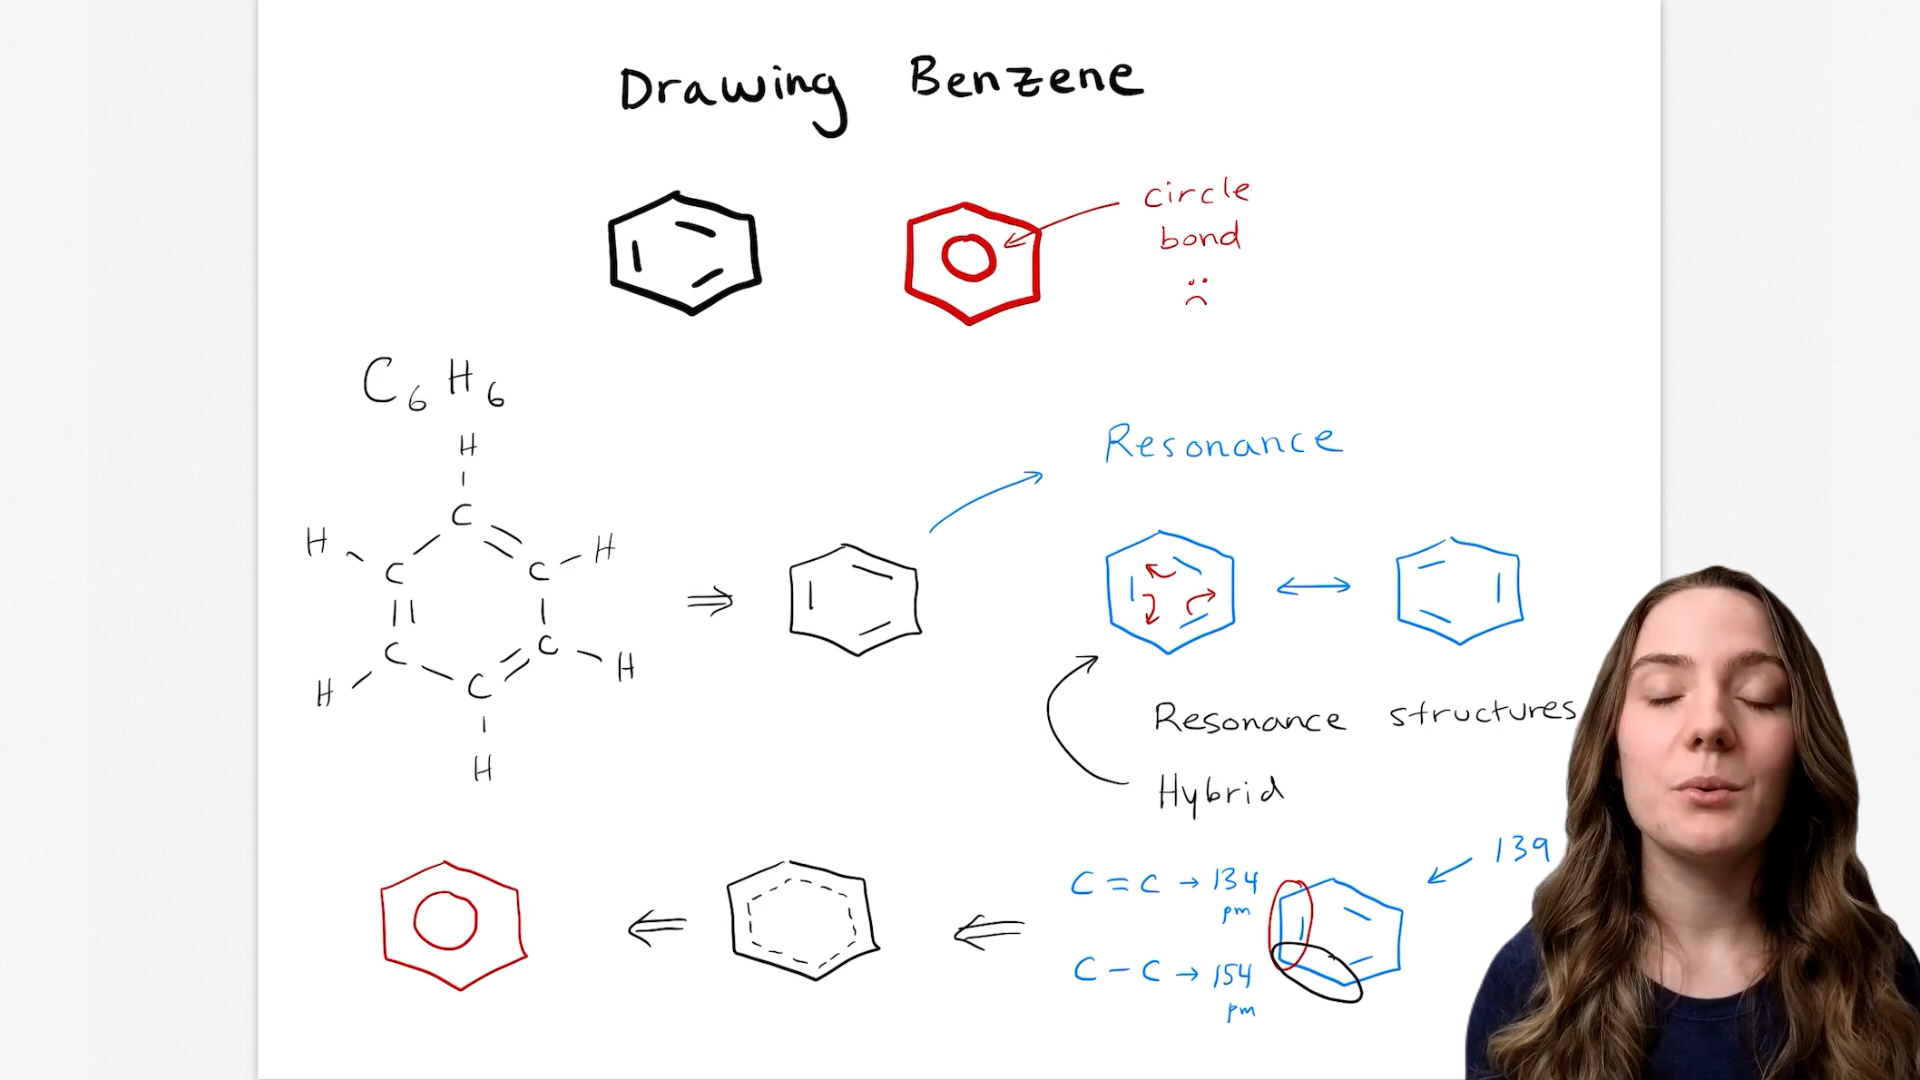 Drawing Benzene
circle
bond
C6H6
H
C
H
C
C
H
C
C
H
C
H
H
Resonance
Resonance structures
Hybrid
139
C=C → 134
pm
C-C → 154
pm